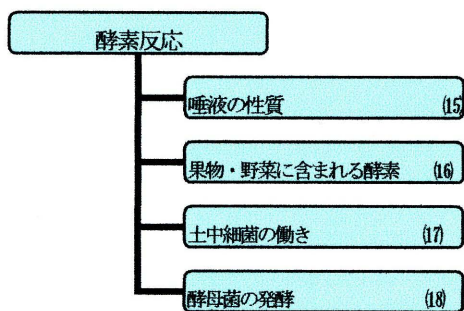 酵素反応
唾液の性質 (15)
果物・野菜に含まれる酵素 (16)
土中細菌の働き (17)
酵母菌の発酵 (18)